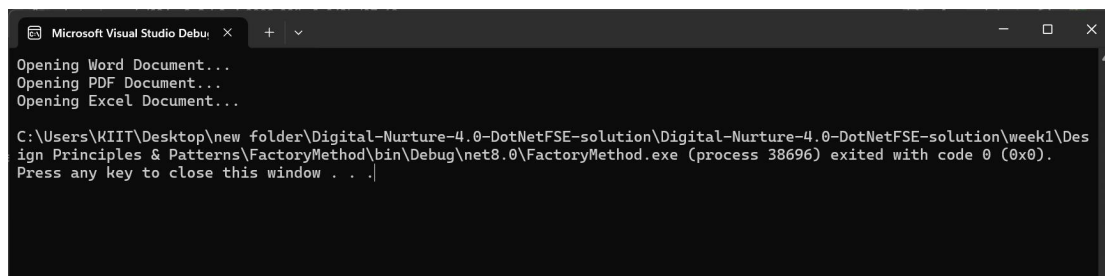 Microsoft Visual Studio Debu
Opening Word Document...
Opening PDF Document...
Opening Excel Document...
C:\Users\KIIT\Desktop\new folder\Digital-Nurture-4.0-DotNetFSE-solution\Digital-Nurture-4.0-DotNetFSE-solution\week1\Des
ign Principles & Patterns\FactoryMethod\bin\Debug\net8.0\FactoryMethod.exe (process 38696) exited with code 0 (0x0).
Press any key to close this window . . .